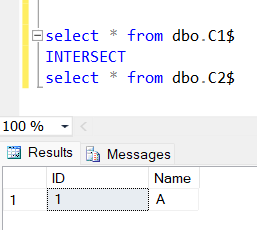 select * from dbo.C1$
INTERSECT
select * from dbo.C2$
100 %
Results Messages
ID Name
1 1 A